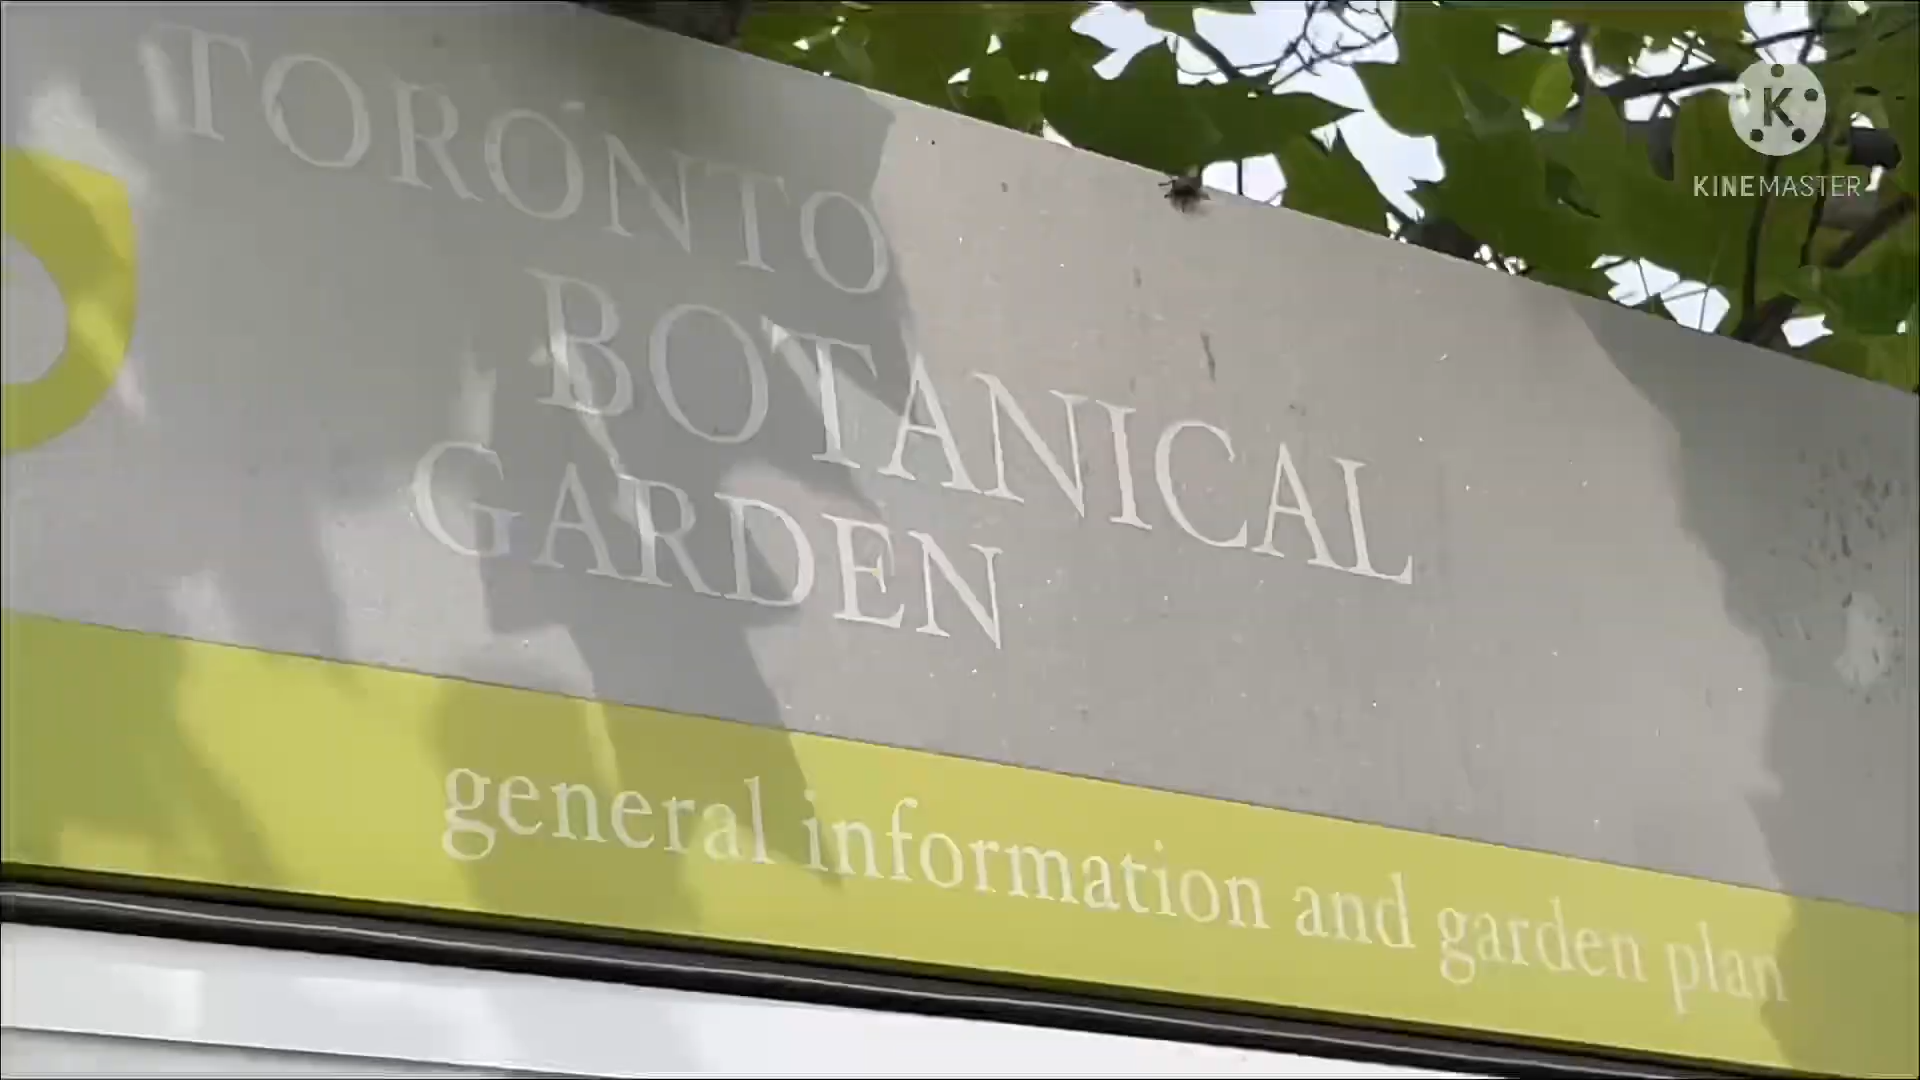 TORONTO
BOTANICAL
GARDEN
general information and garden plan
K
KINEMASTER